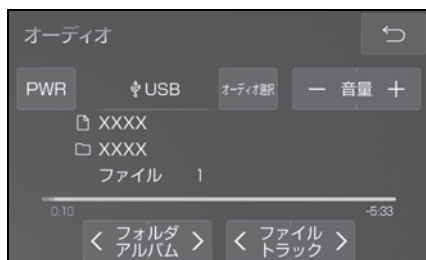 オーディオ
PWR USB オーディオ選択 － 音量 ＋
XXXX
XXXX
ファイル 1
0:10 -5:33
< フォルダ アルバム > < ファイル トラック >